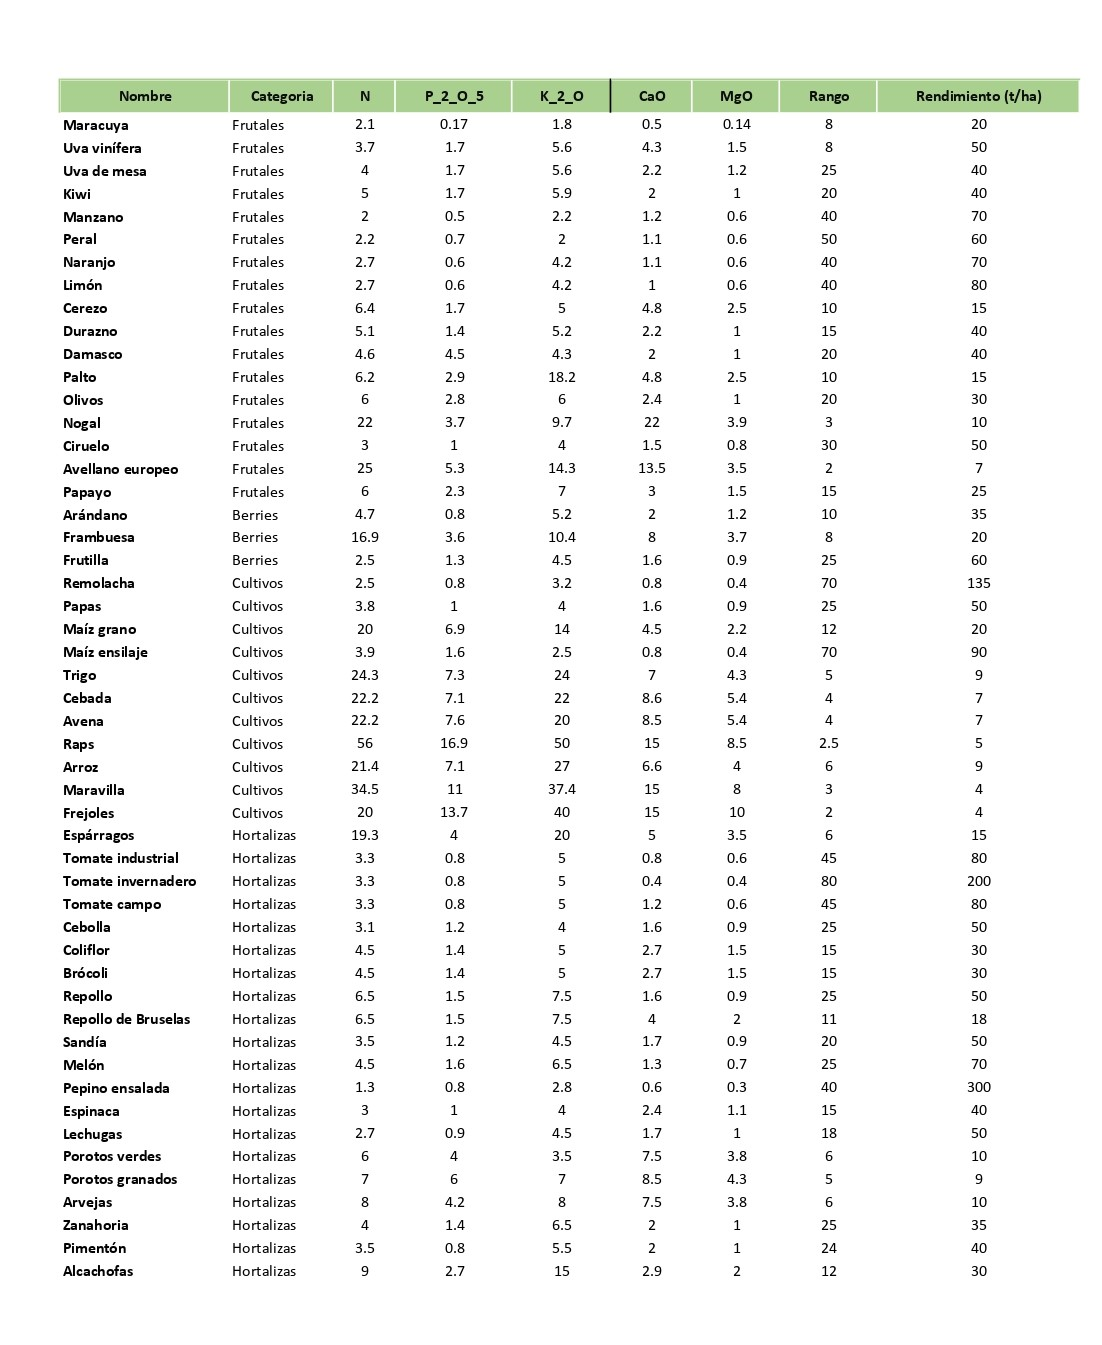 Nombre Categoria N P_2_O_5 K_2_O CaO MgO Rango Rendimiento (t/ha)
Maracuya Frutales 2.1 0.17 1.8 0.5 0.14 8 20
Uva vinífera Frutales 3.7 1.7 5.6 4.3 1.5 8 50
Uva de mesa Frutales 4 1.7 5.6 2.2 1.2 25 40
Kiwi Frutales 5 1.7 5.9 2 1 20 40
Manzano Frutales 2 0.5 2.2 1.2 0.6 40 70
Peral Frutales 2.2 0.7 2 1.1 0.6 50 60
Naranjo Frutales 2.7 0.6 4.2 1.1 0.6 40 70
Limón Frutales 2.7 0.6 4.2 1 0.6 40 80
Cerezo Frutales 6.4 1.7 5 4.8 2.5 10 15
Durazno Frutales 5.1 1.4 5.2 2.2 1 15 40
Damasco Frutales 4.6 4.5 4.3 2 1 20 40
Palto Frutales 6.2 2.9 18.2 4.8 2.5 10 15
Olivos Frutales 6 2.8 6 2.4 1 20 30
Nogal Frutales 22 3.7 9.7 22 3.9 3 10
Ciruelo Frutales 3 1 4 1.5 0.8 30 50
Avellano europeo Frutales 25 5.3 14.3 13.5 3.5 2 7
Papayo Frutales 6 2.3 7 3 1.5 15 25
Arándano Berries 4.7 0.8 5.2 2 1.2 10 35
Frambuesa Berries 16.9 3.6 10.4 8 3.7 8 20
Frutilla Berries 2.5 1.3 4.5 1.6 0.9 25 60
Remolacha Cultivos 2.5 0.8 3.2 0.8 0.4 70 135
Papas Cultivos 3.8 1 4 1.6 0.9 25 50
Maíz grano Cultivos 20 6.9 14 4.5 2.2 12 20
Maíz ensilaje Cultivos 3.9 1.6 2.5 0.8 0.4 70 90
Trigo Cultivos 24.3 7.3 24 7 4.3 5 9
Cebada Cultivos 22.2 7.1 22 8.6 5.4 4 7
Avena Cultivos 22.2 7.6 20 8.5 5.4 4 7
Raps Cultivos 56 16.9 50 15 8.5 2.5 5
Arroz Cultivos 21.4 7.1 27 6.6 4 6 9
Maravilla Cultivos 34.5 11 37.4 15 8 3 4
Frejoles Cultivos 20 13.7 40 15 10 2 4
Espárragos Hortalizas 19.3 4 20 5 3.5 6 15
Tomate industrial Hortalizas 3.3 0.8 5 0.8 0.6 45 80
Tomate invernadero Hortalizas 3.3 0.8 5 0.4 0.4 80 200
Tomate campo Hortalizas 3.3 0.8 5 1.2 0.6 45 80
Cebolla Hortalizas 3.1 1.2 4 1.6 0.9 25 50
Coliflor Hortalizas 4.5 1.4 5 2.7 1.5 15 30
Brócoli Hortalizas 4.5 1.4 5 2.7 1.5 15 30
Repollo Hortalizas 6.5 1.5 7.5 1.6 0.9 25 50
Repollo de Bruselas Hortalizas 6.5 1.5 7.5 4 2 11 18
Sandía Hortalizas 3.5 1.2 4.5 1.7 0.9 20 50
Melón Hortalizas 4.5 1.6 6.5 1.3 0.7 25 70
Pepino ensalada Hortalizas 1.3 0.8 2.8 0.6 0.3 40 300
Espinaca Hortalizas 3 1 4 2.4 1.1 15 40
Lechugas Hortalizas 2.7 0.9 4.5 1.7 1 18 50
Porotos verdes Hortalizas 6 4 3.5 7.5 3.8 6 10
Porotos granados Hortalizas 7 6 7 8.5 4.3 5 9
Arvejas Hortalizas 8 4.2 8 7.5 3.8 6 10
Zanahoria Hortalizas 4 1.4 6.5 2 1 25 35
Pimentón Hortalizas 3.5 0.8 5.5 2 1 24 40
Alcachofas Hortalizas 9 2.7 15 2.9 2 12 30